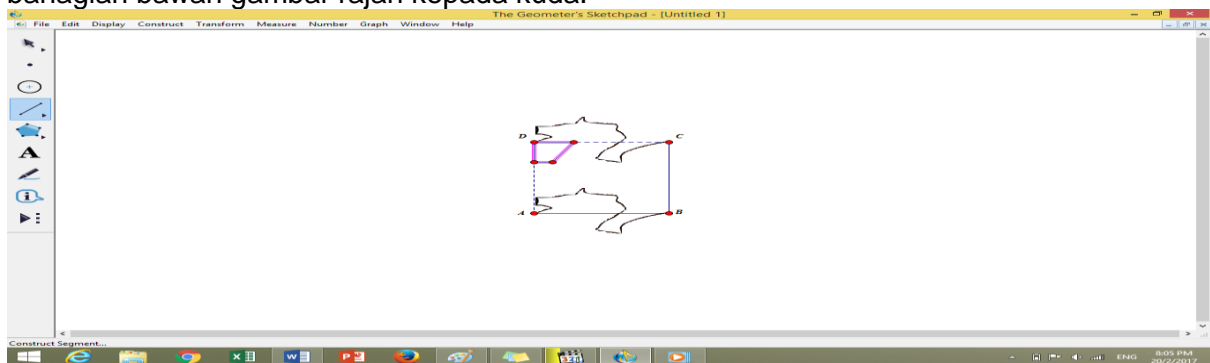 bahagian bawah gambar rajah kepada kuda.
The Geometer's Sketchpad - [Untitled 1]
File Edit Display Construct Transform Measure Number Graph Window Help
D
C
A
B
A
Construct Segment...
ENG
8:05 PM
20/2/2017